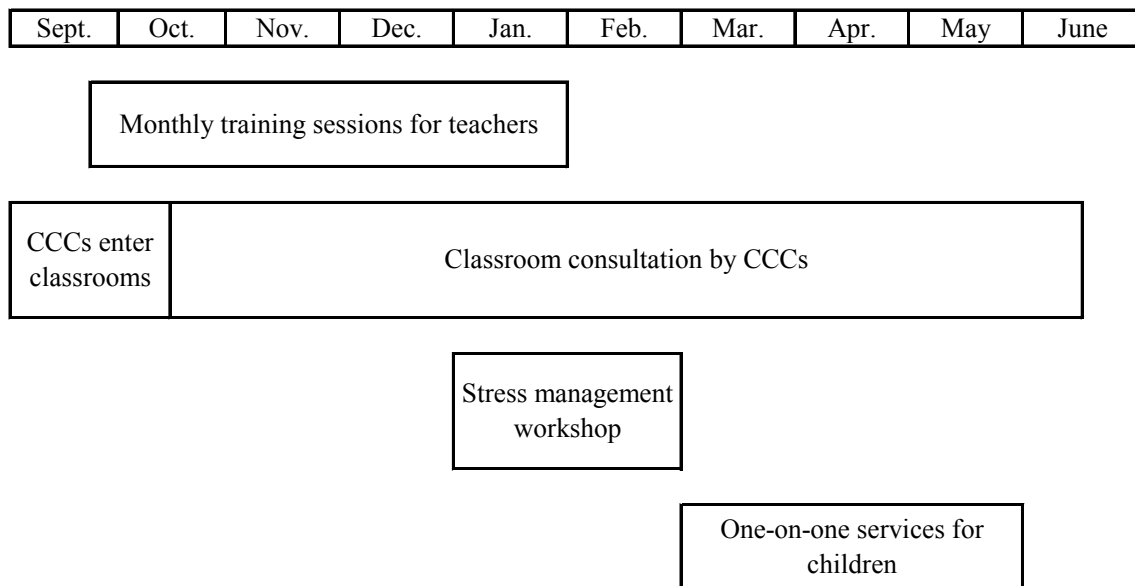 Sept. Oct. Nov. Dec. Jan. Feb. Mar. Apr. May June
Monthly training sessions for teachers
CCCs enter
classrooms
Classroom consultation by CCCs
Stress management
workshop
One-on-one services for
children